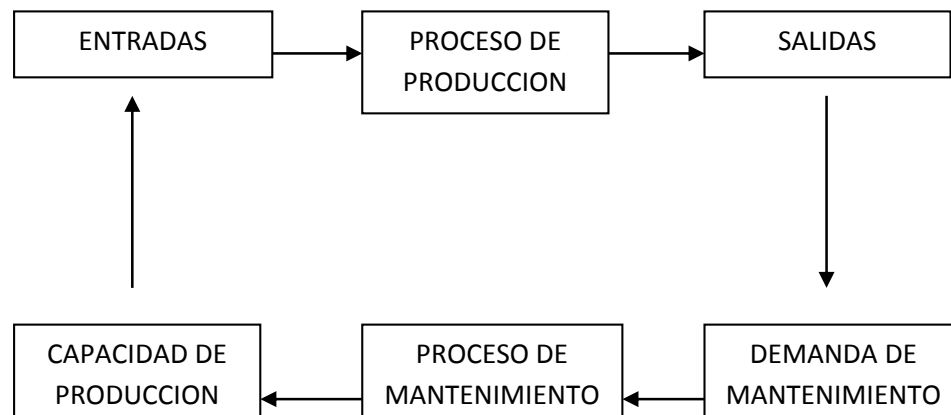 ENTRADAS
PROCESO DE
PRODUCCION
SALIDAS
CAPACIDAD DE
PRODUCCION
PROCESO DE
MANTENIMIENTO
DEMANDA DE
MANTENIMIENTO